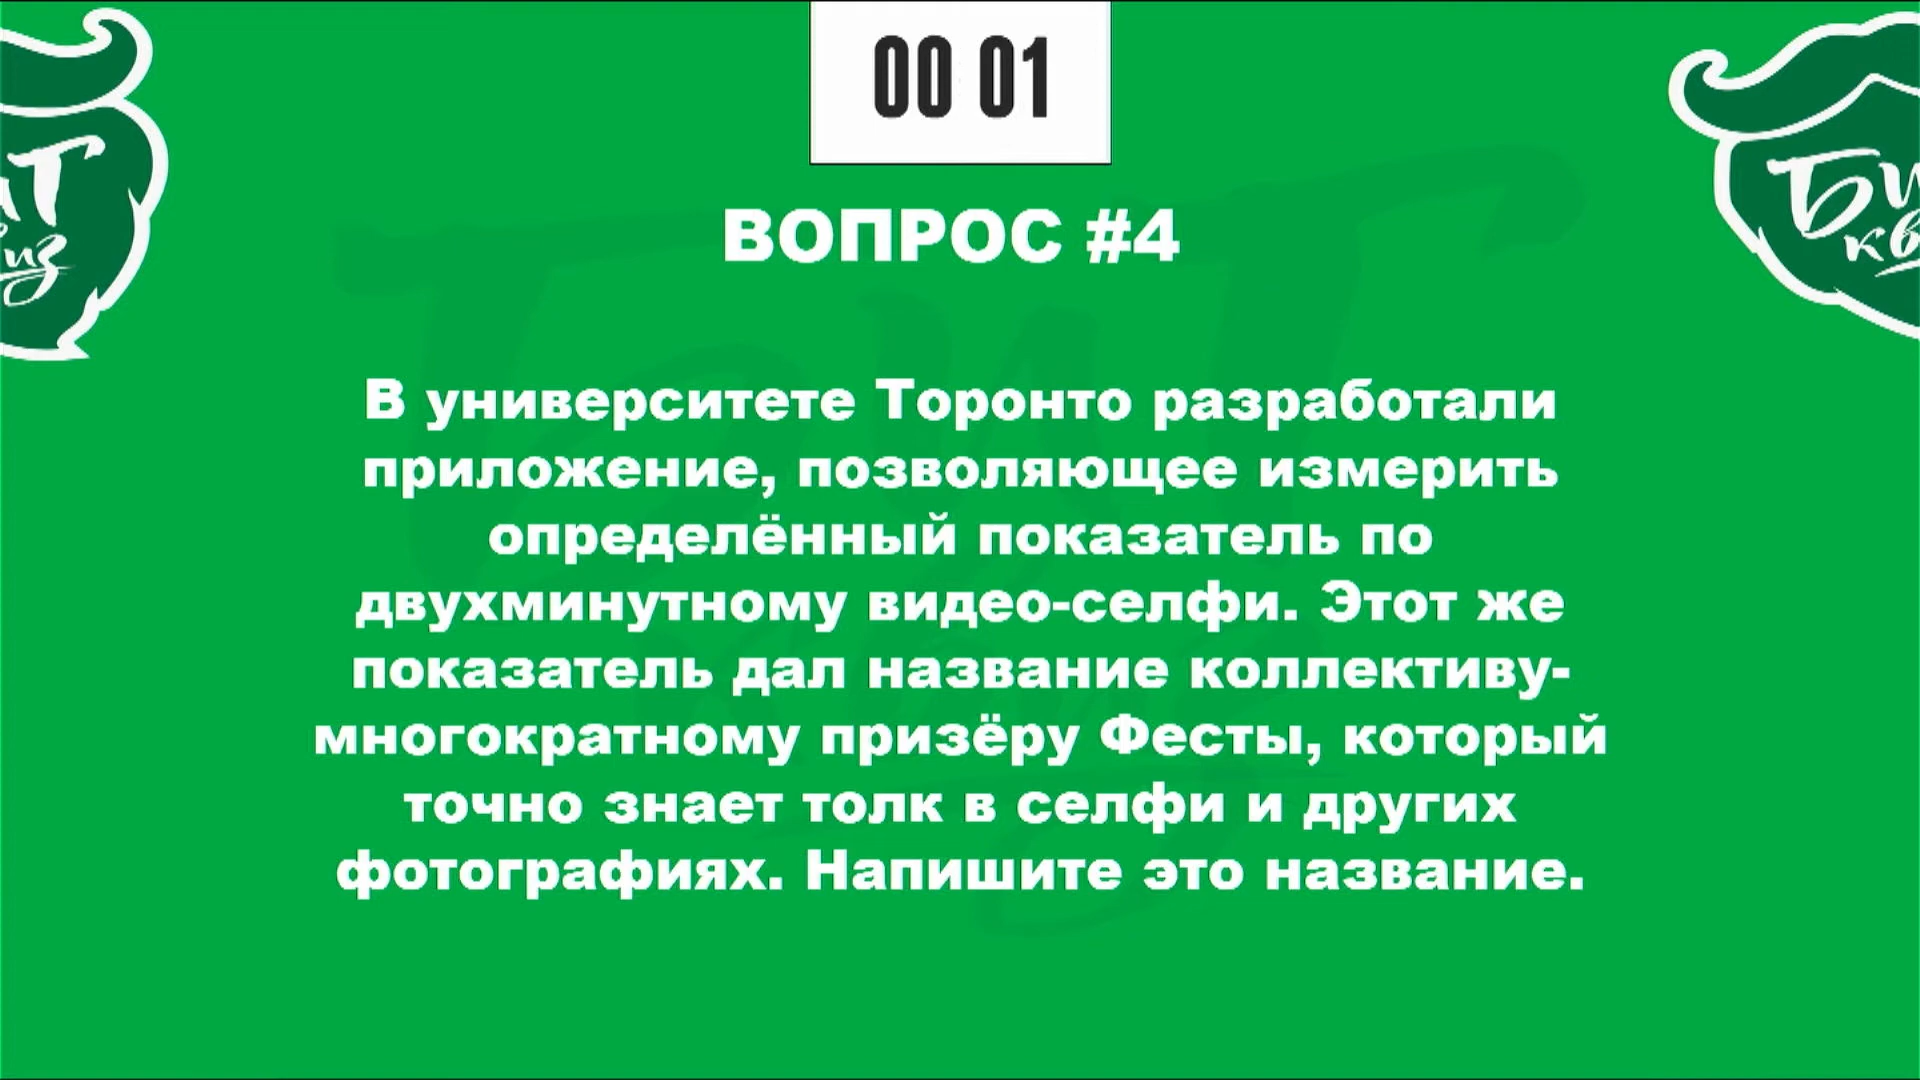 00 01
ВОПРОС #4
В университете Торонто разработали
приложение, позволяющее измерить
определённый показатель по
двухминутному видео-селфи. Этот же
показатель дал название коллективу-
многократному призёру Фесты, который
точно знает толк в селфи и других
фотографиях. Напишите это название.